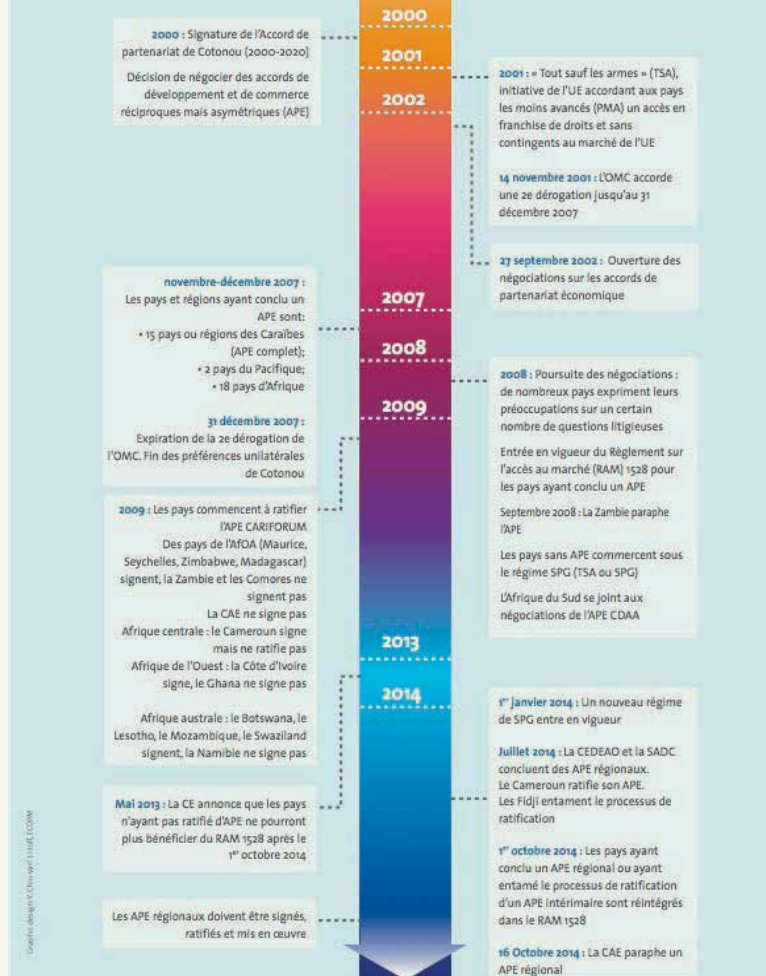 2000
2000 : Signature de l'Accord de
partenariat de Cotonou (2000-2020)
Décision de négocier des accords de
développement et de commerce
réciproques mais asymétriques (APE)
2001
2001 : « Tout sauf les armes » (TSA),
initiative de l'UE accordant aux pays
les moins avancés (PMA) un accès en
franchise de droits et sans
contingents au marché de l'UE
14 novembre 2001 : L'OMC accorde
une 2e dérogation jusqu'au 31
décembre 2007
2002
27 septembre 2002 : Ouverture des
négociations sur les accords de
partenariat économique
2007
novembre-décembre 2007 :
Les pays et régions ayant conclu un
APE sont:
• 15 pays ou régions des Caraïbes
(APE complet);
• 2 pays du Pacifique;
• 18 pays d'Afrique
31 décembre 2007 :
Expiration de la 2e dérogation de
l'OMC. Fin des préférences unilatérales
de Cotonou
2008
2008 : Poursuite des négociations :
de nombreux pays expriment leurs
préoccupations sur un certain
nombre de questions litigieuses
Entrée en vigueur du Règlement sur
l'accès au marché (RAM) 1528 pour
les pays ayant conclu un APE
Septembre 2008 : La Zambie paraphe
l'APE
Les pays sans APE commercent sous
le régime SPG (TSA ou SPG)
L'Afrique du Sud se joint aux
négociations de l'APE CDAA
2009
2009 : Les pays commencent à ratifier
l'APE CARIFORUM
Des pays de l'AfOA (Maurice,
Seychelles, Zimbabwe, Madagascar)
signent, la Zambie et les Comores ne
signent pas
La CAE ne signe pas
Afrique centrale : le Cameroun signe
mais ne ratifie pas
Afrique de l'Ouest : la Côte d'Ivoire
signe, le Ghana ne signe pas
Afrique australe : le Botswana, le
Lesotho, le Mozambique, le Swaziland
signent, la Namibie ne signe pas
2013
Mai 2013 : La CE annonce que les pays
n'ayant pas ratifié d'APE ne pourront
plus bénéficier du RAM 1528 après le
1er octobre 2014
2014
1er janvier 2014 : Un nouveau régime
de SPG entre en vigueur
Juillet 2014 : La CEDEAO et la SADC
concluent des APE régionaux.
Le Cameroun ratifie son APE.
Les Fidji entament le processus de
ratification
1er octobre 2014 : Les pays ayant
conclu un APE régional ou ayant
entamé le processus de ratification
d'un APE intérimaire sont réintégrés
dans le RAM 1528
16 Octobre 2014 : La CAE paraphe un
APE régional
Les APE régionaux doivent être signés,
ratifiés et mis en œuvre
Graphic design